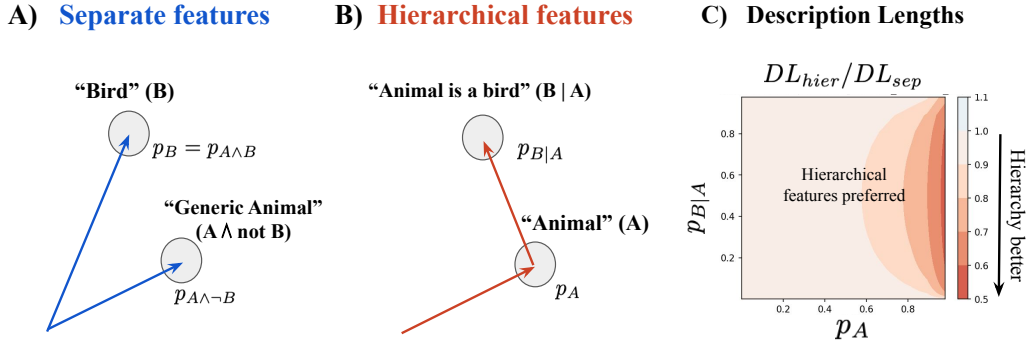 A) Separate features
“Bird” (B)
p_B = p_{A∧B}
“Generic Animal”
(A ∧ not B)
p_{A∧¬B}
B) Hierarchical features
“Animal is a bird” (B | A)
p_{B|A}
“Animal” (A)
p_A
C) Description Lengths
DL_{hier}/DL_{sep}
p_{B|A}
0.8
0.6
0.4
0.2
Hierarchical
features preferred
0.2 0.4 0.6 0.8
p_A
1.1
1.0
0.9
0.8
0.7
0.6
0.5
Hierarchy better